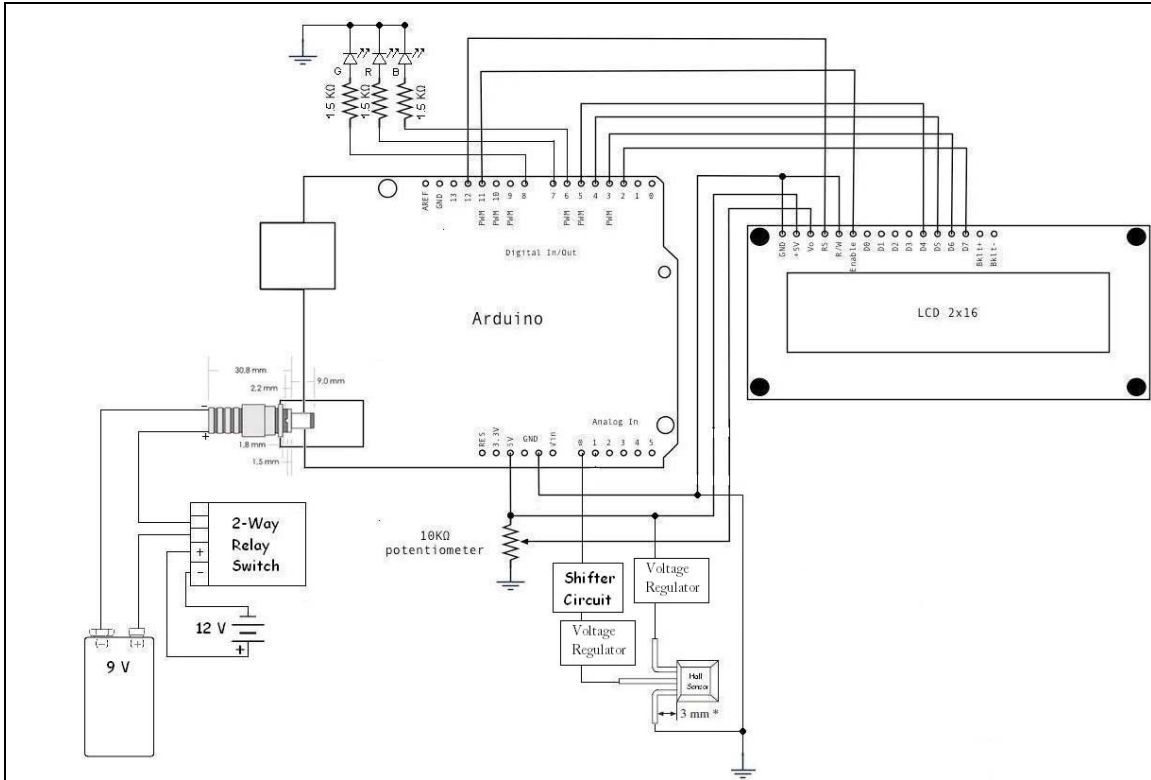 G R B
1.5 KΩ
1.5 KΩ
1.5 KΩ
AREF
GND
13
12
11
10
9
8
7
6
5
4
3
2
1
0
PWM
PWM
PWM
PWM
PWM
PWM
Digital In/Out
Arduino
GND
+5V
Vo
RS
R/W
Enable
D0
D1
D2
D3
D4
D5
D6
D7
Bklt+
Bklt-
LCD 2x16
30.8 mm
2.2 mm
9.0 mm
−
+
1.8 mm
1.5 mm
Analog In
RES
3.3V
5V
GND
Vin
0
1
2
3
4
5
2-Way
Relay
Switch
+
−
10KΩ
potentiometer
Shifter
Circuit
Voltage
Regulator
Voltage
Regulator
12 V
+
(−) (+)
9 V
Hall
Sensor
3 mm *